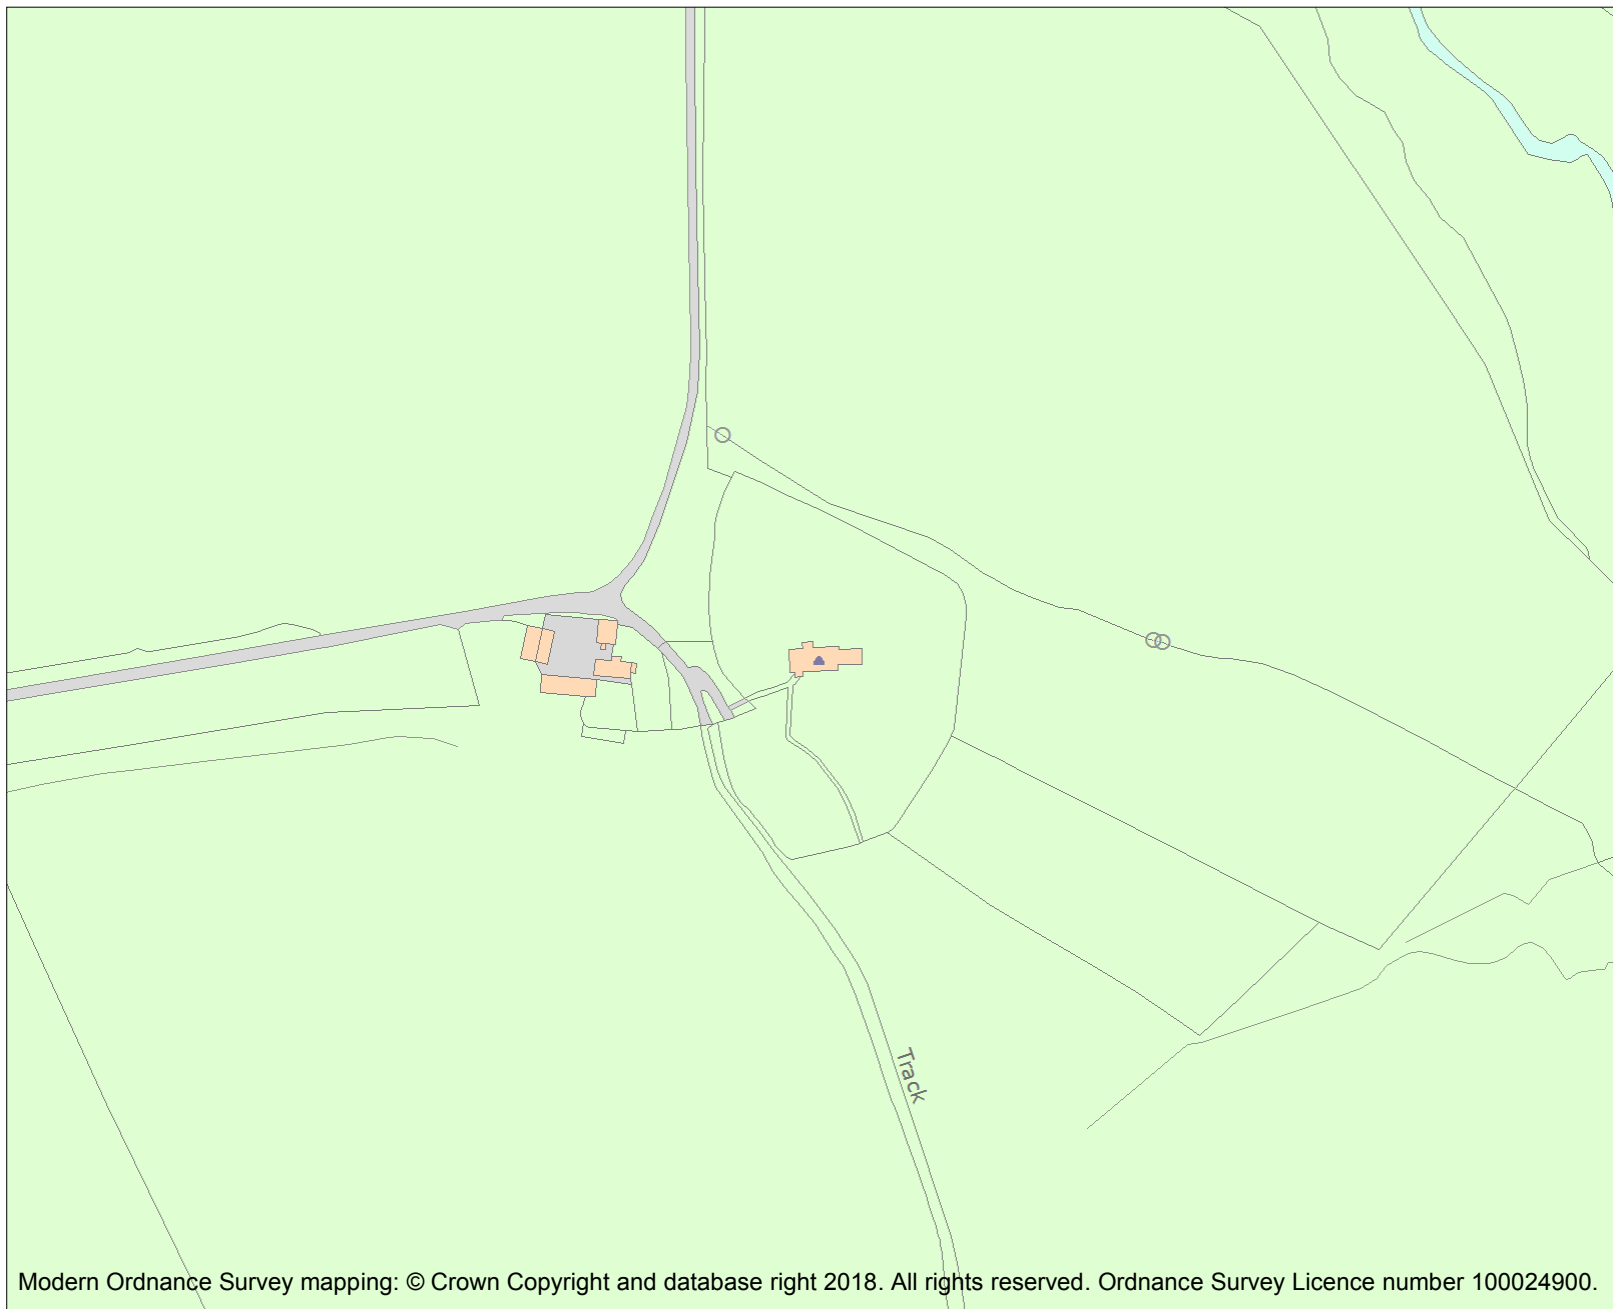 Track
Modern Ordnance Survey mapping: © Crown Copyright and database right 2018. All rights reserved. Ordnance Survey Licence number 100024900.